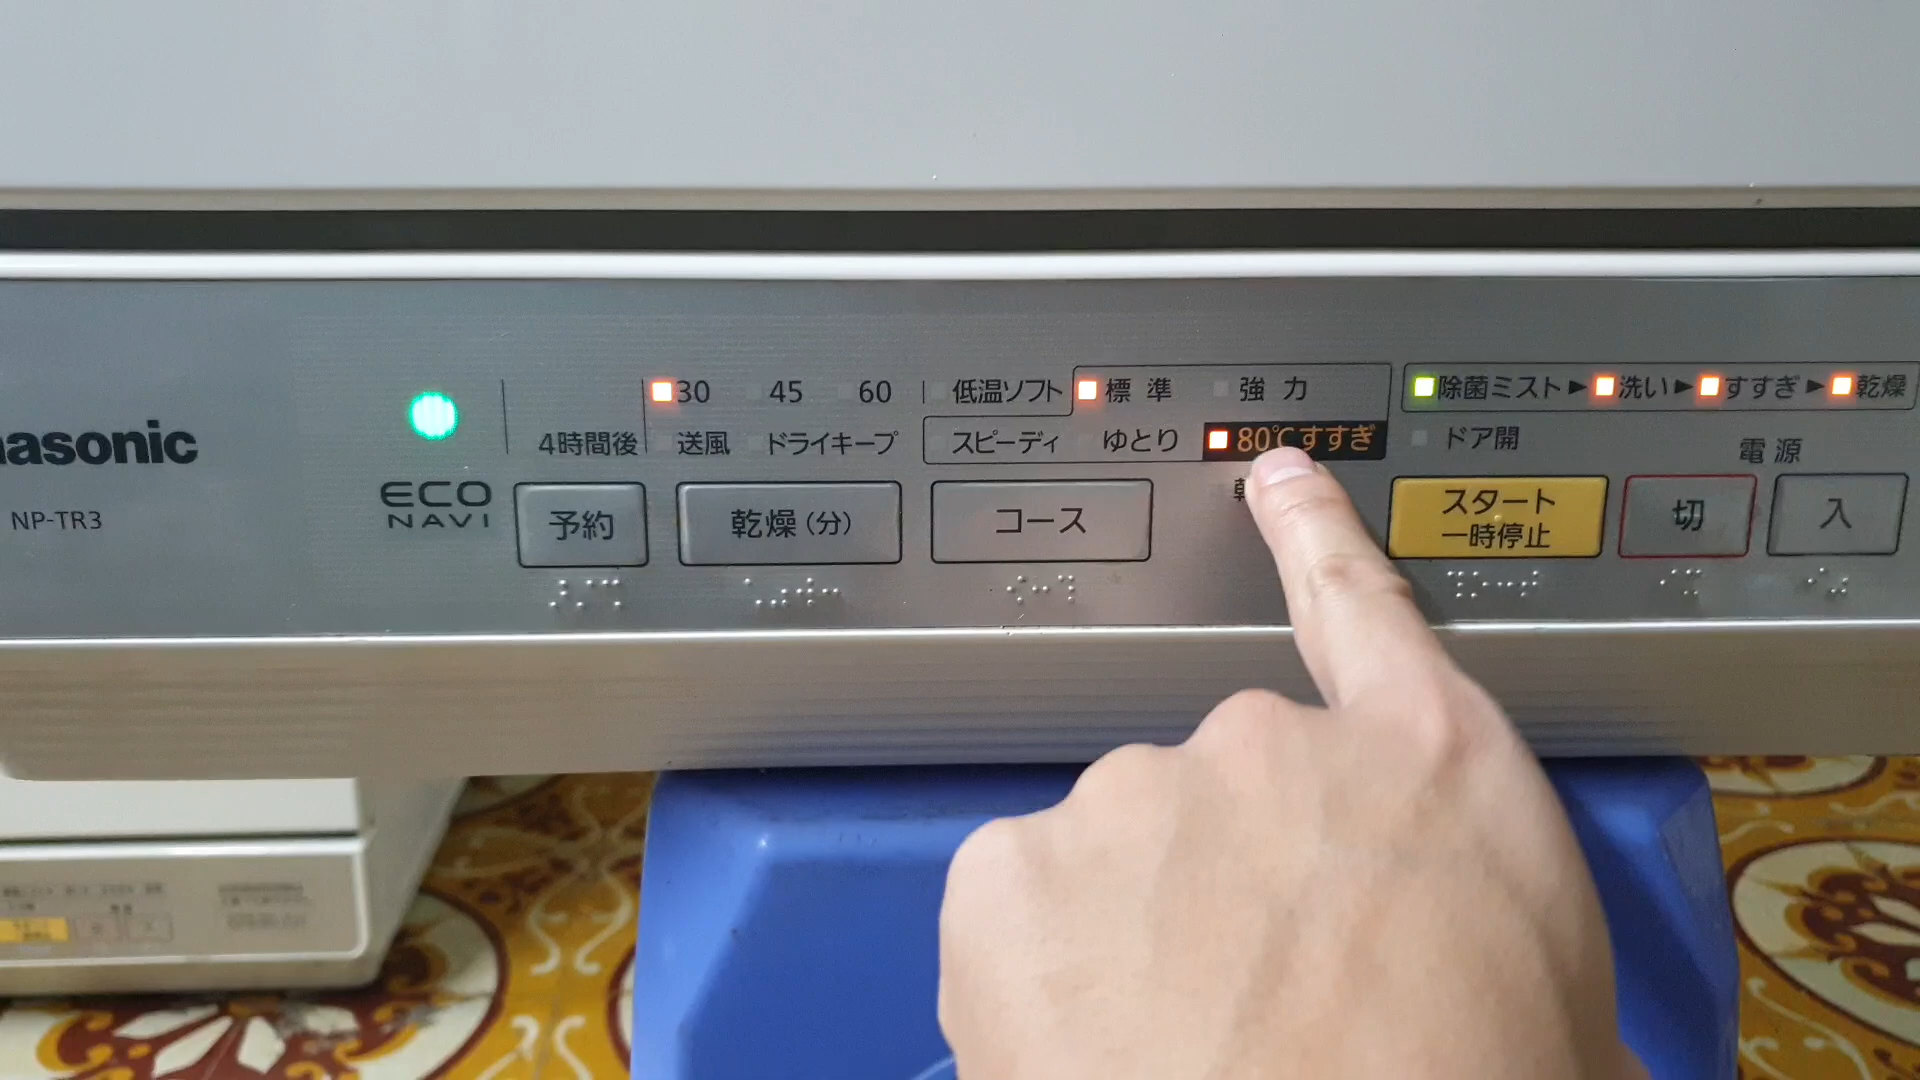 nasonic
NP-TR3
ECO
NAVI
4時間後
予約
30 45 60
送風 ドライキープ
乾燥(分)
低温ソフト 標準 強力
スピーディ ゆとり 80℃すすぎ
コース
乾
除菌ミスト▶洗い▶すすぎ▶乾燥
ドア開
電源
スタート
一時停止
切
入